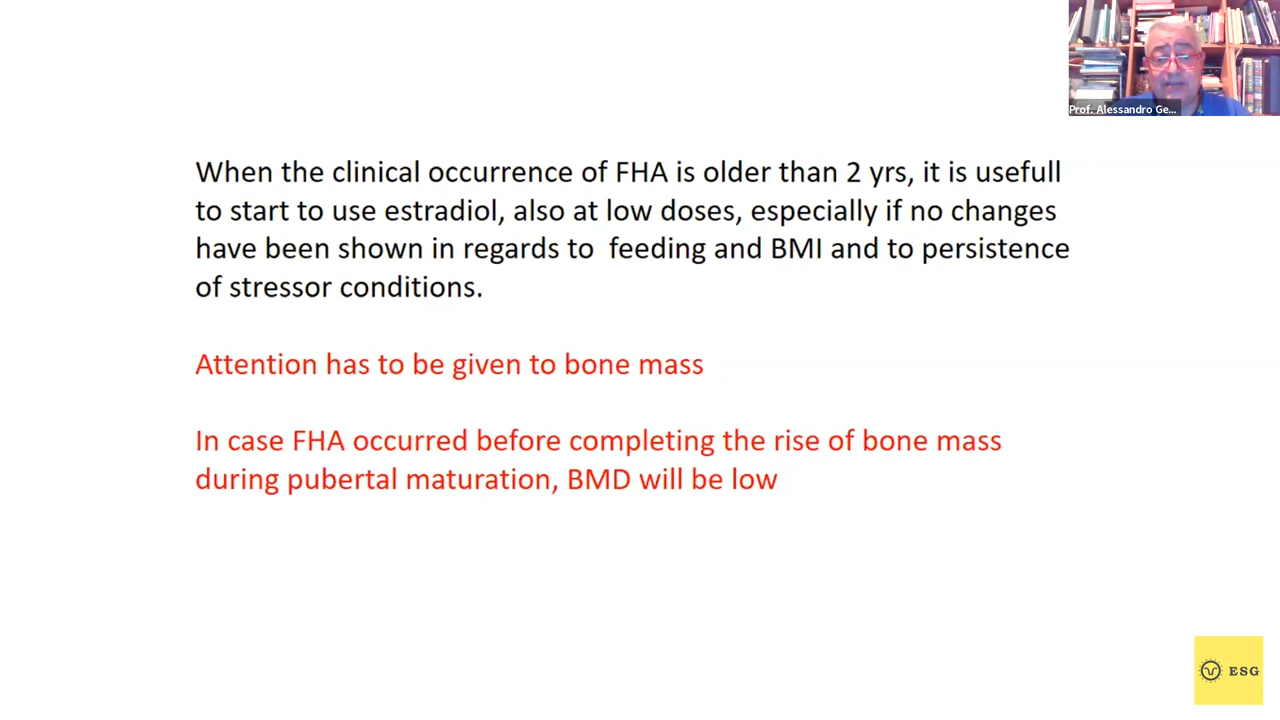 Prof. Alessandro Ge...
When the clinical occurrence of FHA is older than 2 yrs, it is usefull
to start to use estradiol, also at low doses, especially if no changes
have been shown in regards to feeding and BMI and to persistence
of stressor conditions.
Attention has to be given to bone mass
In case FHA occurred before completing the rise of bone mass
during pubertal maturation, BMD will be low
ESG